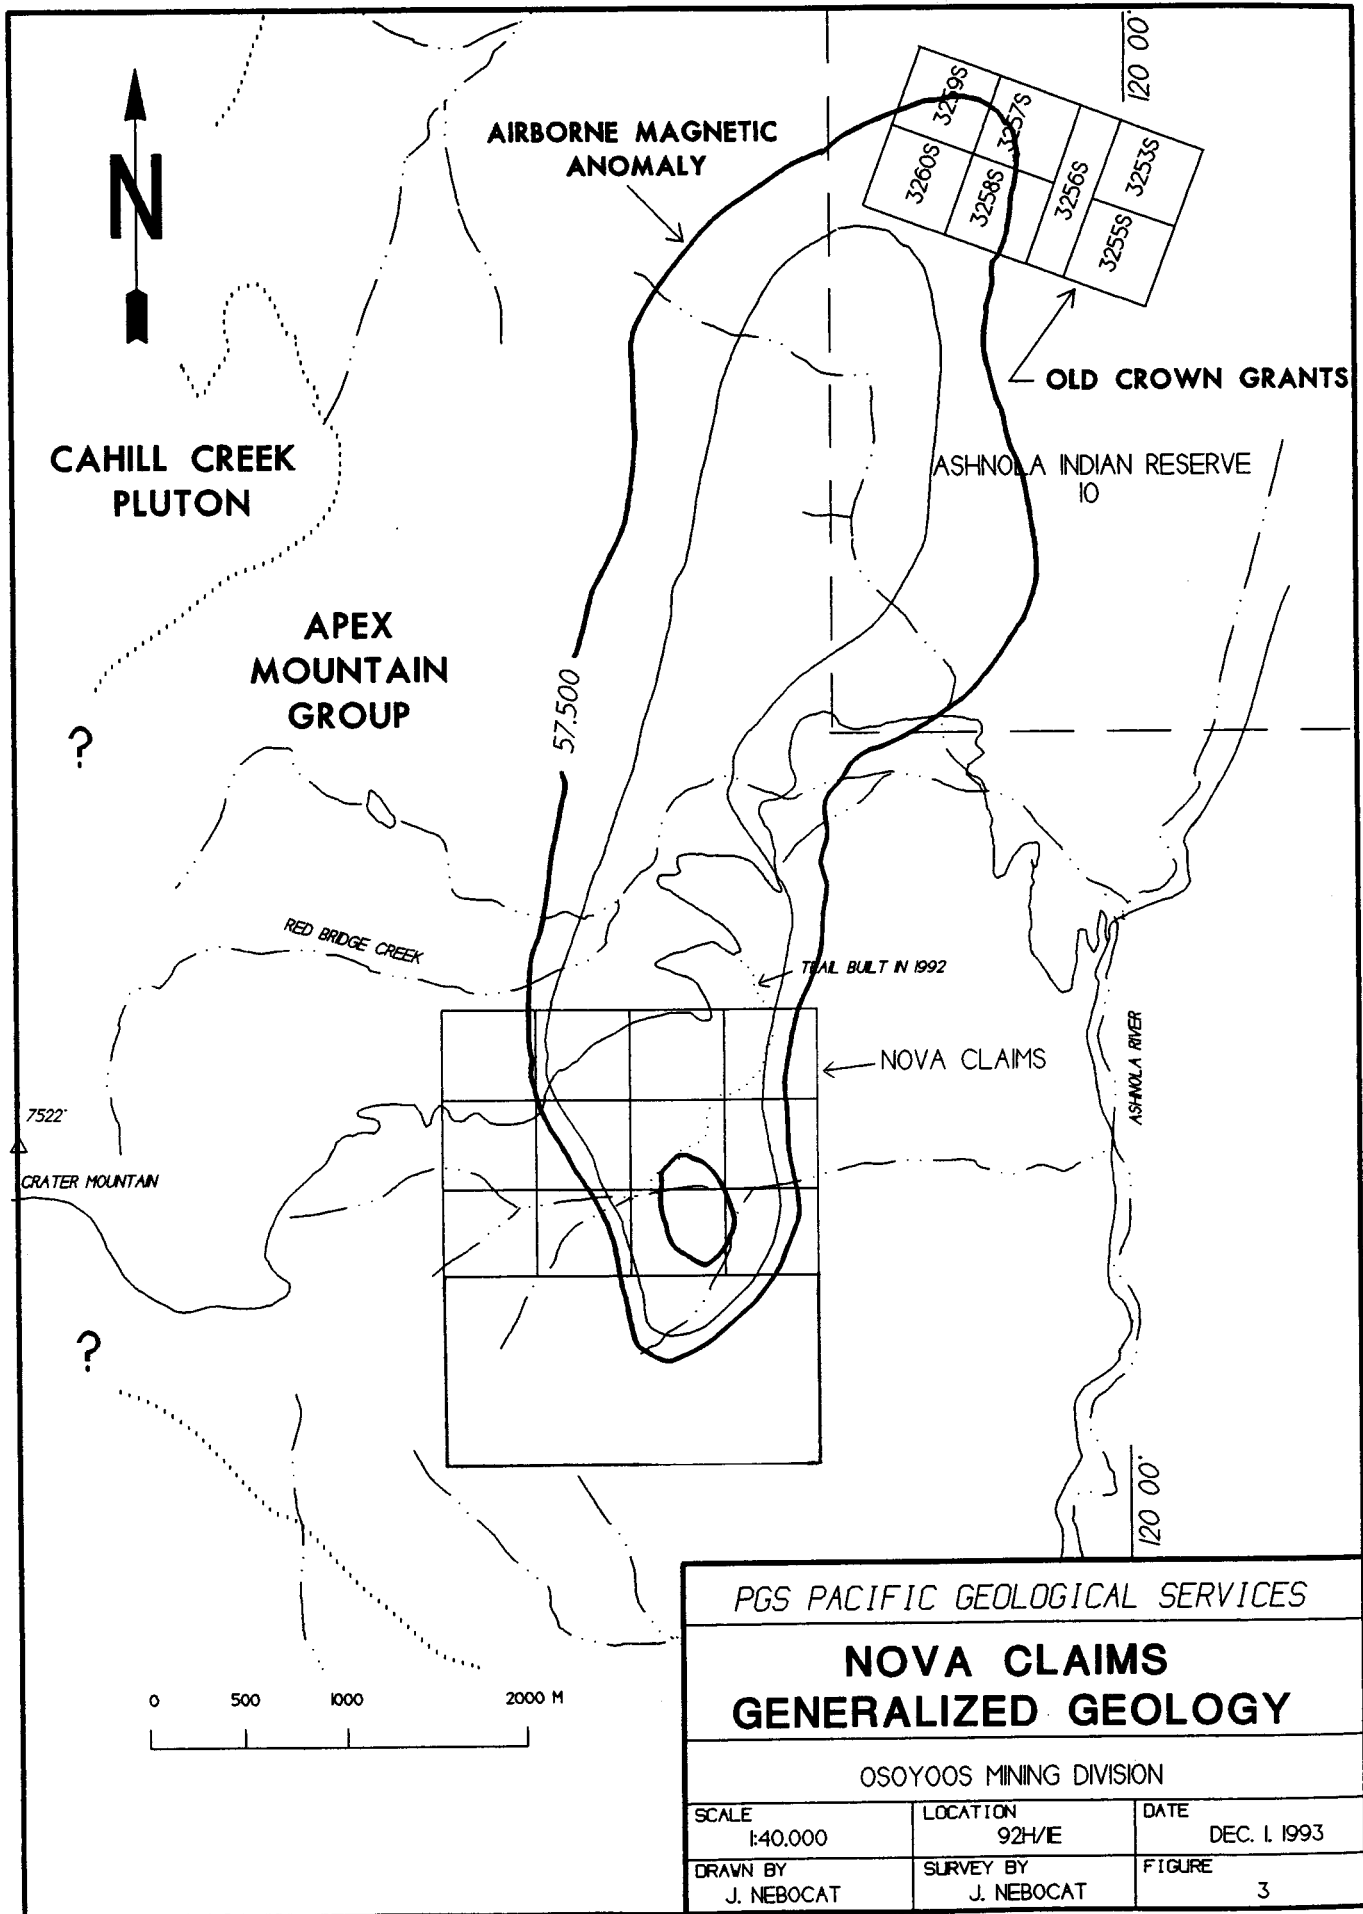 120 00'
3259S
3257S
3260S
3258S
3256S
3253S
3255S
AIRBORNE MAGNETIC
ANOMALY
N
OLD CROWN GRANTS
CAHILL CREEK
PLUTON
ASHNOLA INDIAN RESERVE
10
APEX
MOUNTAIN
GROUP
57.500
?
RED BRIDGE CREEK
TRAIL BUILT IN 1992
NOVA CLAIMS
ASHNOLA RIVER
7522'
CRATER MOUNTAIN
?
120 00'
0 500 1000 2000 M
PGS PACIFIC GEOLOGICAL SERVICES
NOVA CLAIMS
GENERALIZED GEOLOGY
OSOYOOS MINING DIVISION
SCALE
1:40.000
LOCATION
92H/1E
DATE
DEC. 1. 1993
DRAWN BY
J. NEBOCAT
SURVEY BY
J. NEBOCAT
FIGURE
3